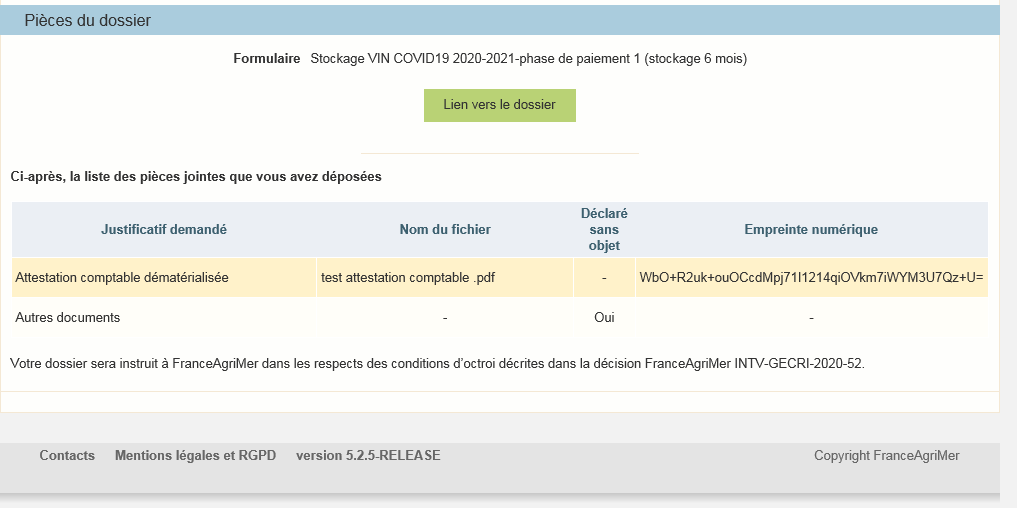 Pièces du dossier
Formulaire Stockage VIN COVID19 2020-2021-phase de paiement 1 (stockage 6 mois)
Lien vers le dossier
Ci-après, la liste des pièces jointes que vous avez déposées
Justificatif demandé Nom du fichier Déclaré sans objet Empreinte numérique
Attestation comptable dématérialisée test attestation comptable .pdf - WbO+R2uk+ouOCcdMpj71I1214qiOVkm7iWYM3U7Qz+U=
Autres documents - Oui -
Votre dossier sera instruit à FranceAgriMer dans les respects des conditions d’octroi décrites dans la décision FranceAgriMer INTV-GECRI-2020-52.
Contacts Mentions légales et RGPD version 5.2.5-RELEASE Copyright FranceAgriMer